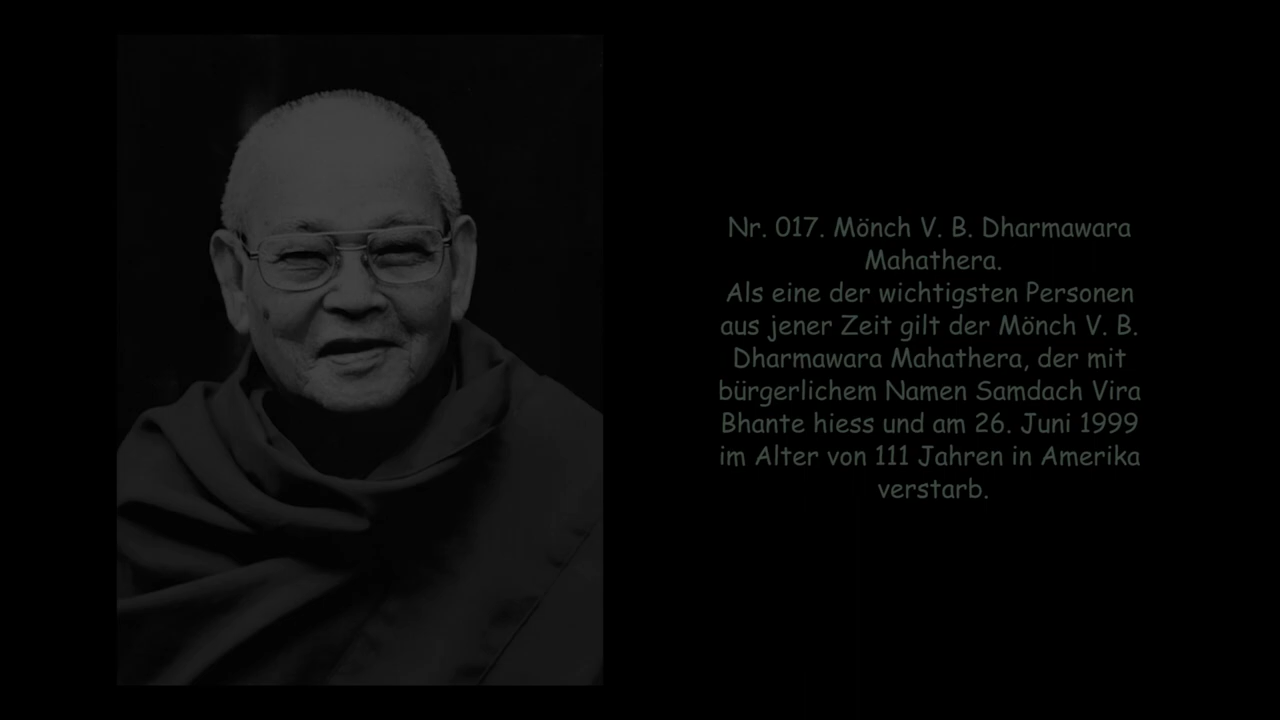 Nr. 017. Mönch V. B. Dharmawara
Mahathera.
Als eine der wichtigsten Personen
aus jener Zeit gilt der Mönch V. B.
Dharmawara Mahathera, der mit
bürgerlichem Namen Samdach Vira
Bhante hiess und am 26. Juni 1999
im Alter von 111 Jahren in Amerika
verstarb.